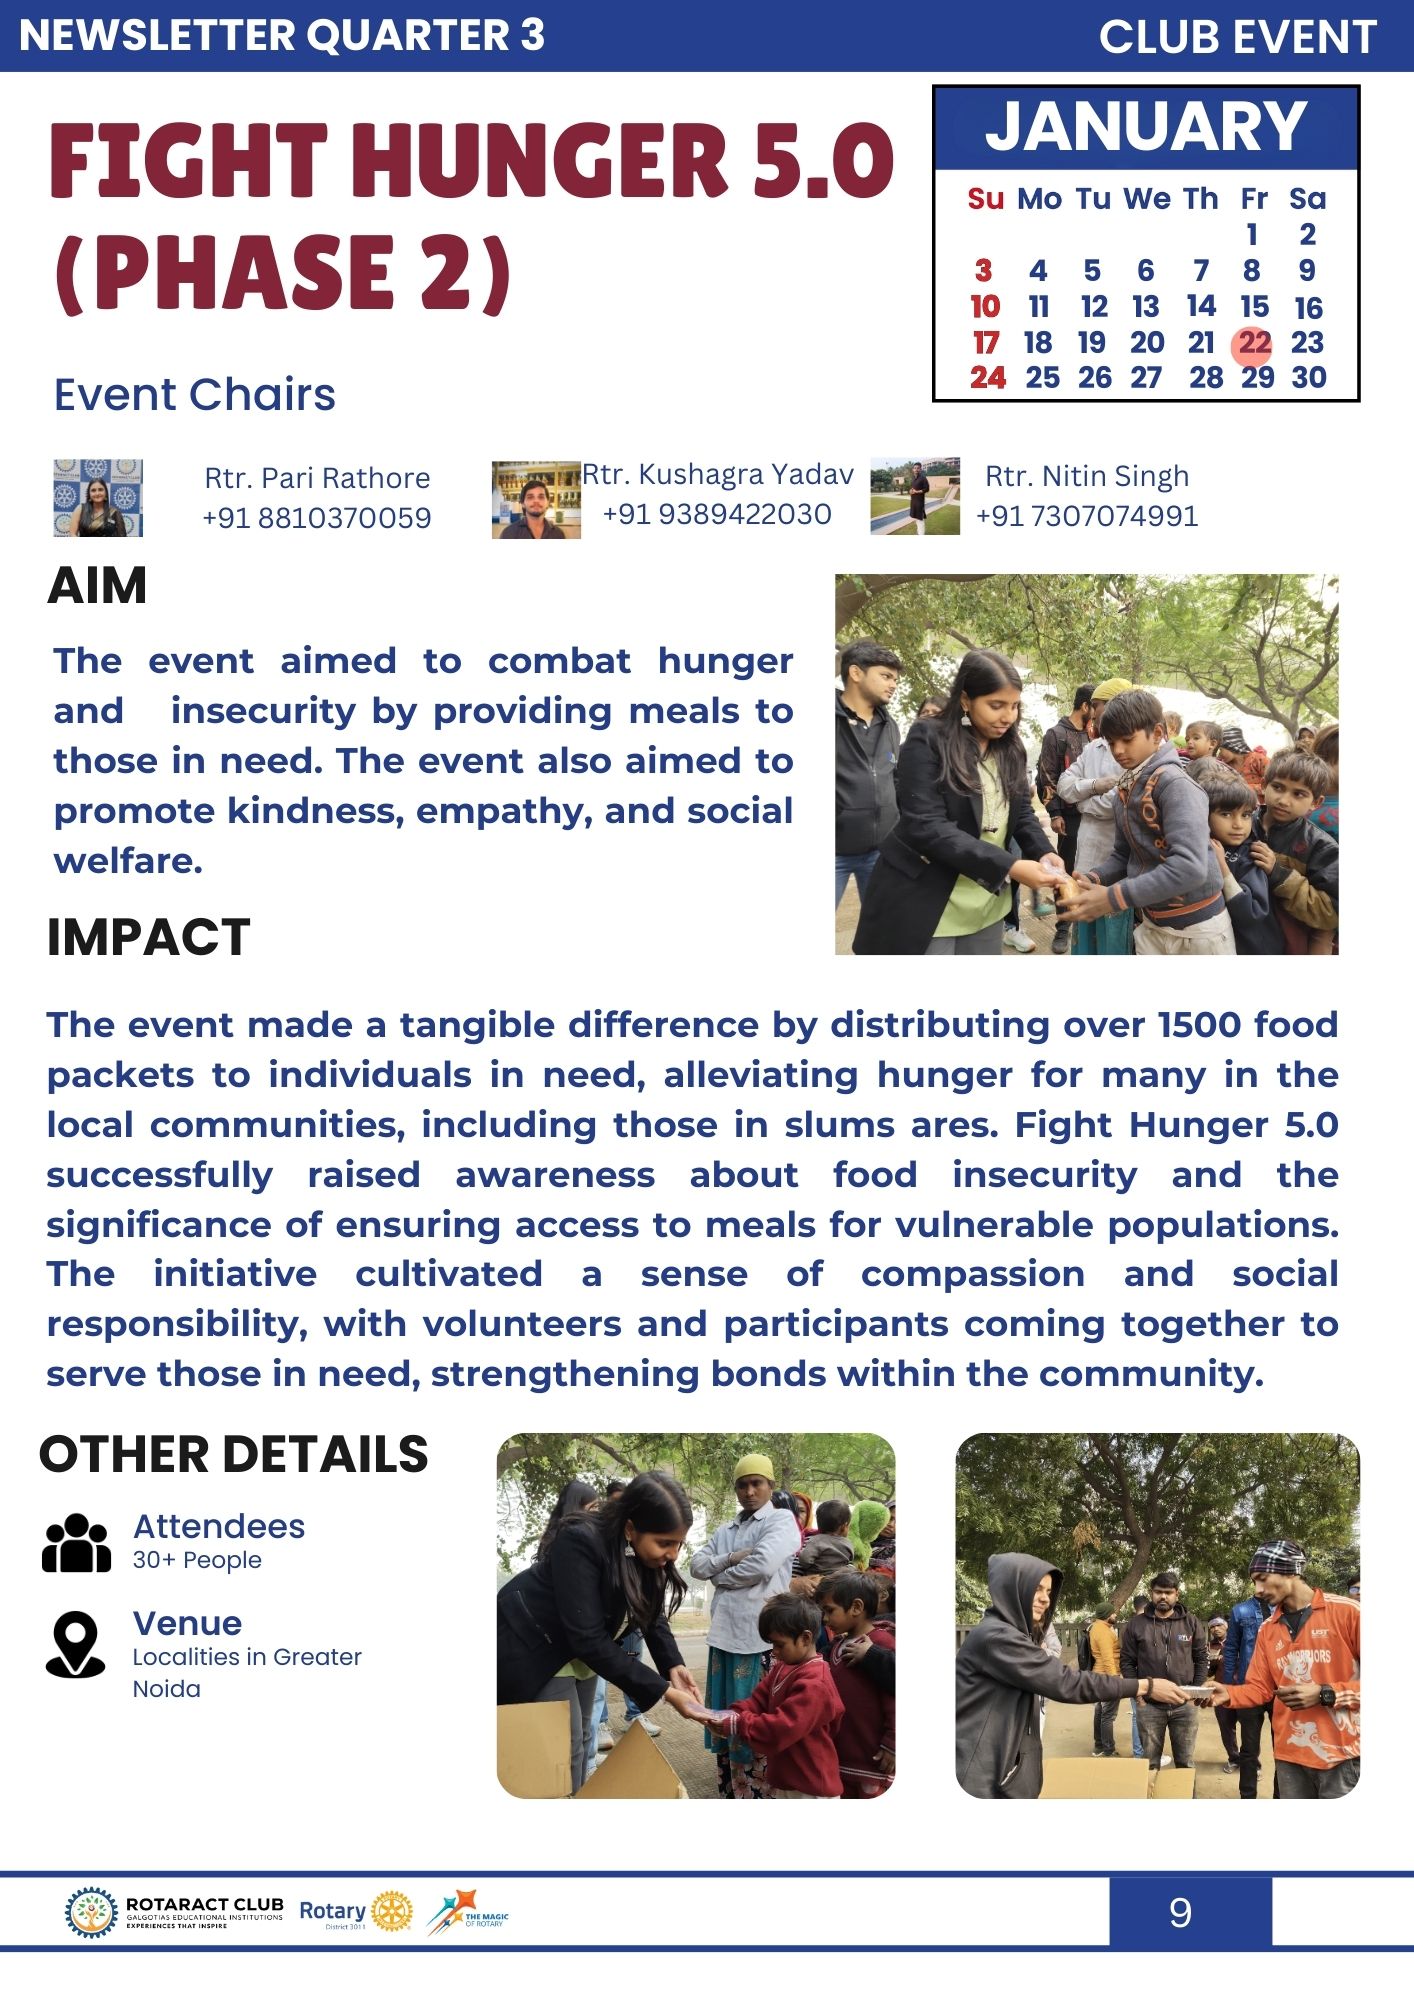 NEWSLETTER QUARTER 3
CLUB EVENT
FIGHT HUNGER 5.0
(PHASE 2)
JANUARY
Su Mo Tu We Th Fr Sa
1 2
3 4 5 6 7 8 9
10 11 12 13 14 15 16
17 18 19 20 21 22 23
24 25 26 27 28 29 30
Event Chairs
Rtr. Pari Rathore
+91 8810370059
Rtr. Kushagra Yadav
+91 9389422030
Rtr. Nitin Singh
+91 7307074991
AIM
The event aimed to combat hunger
and insecurity by providing meals to
those in need. The event also aimed to
promote kindness, empathy, and social
welfare.
IMPACT
The event made a tangible difference by distributing over 1500 food
packets to individuals in need, alleviating hunger for many in the
local communities, including those in slums ares. Fight Hunger 5.0
successfully raised awareness about food insecurity and the
significance of ensuring access to meals for vulnerable populations.
The initiative cultivated a sense of compassion and social
responsibility, with volunteers and participants coming together to
serve those in need, strengthening bonds within the community.
OTHER DETAILS
Attendees
30+ People
Venue
Localities in Greater
Noida
ROTARACT CLUB
GALGOTIAS EDUCATIONAL INSTITUTIONS
EXPERIENCES THAT INSPIRE
Rotary
District 3011
THE MAGIC
OF ROTARY
9